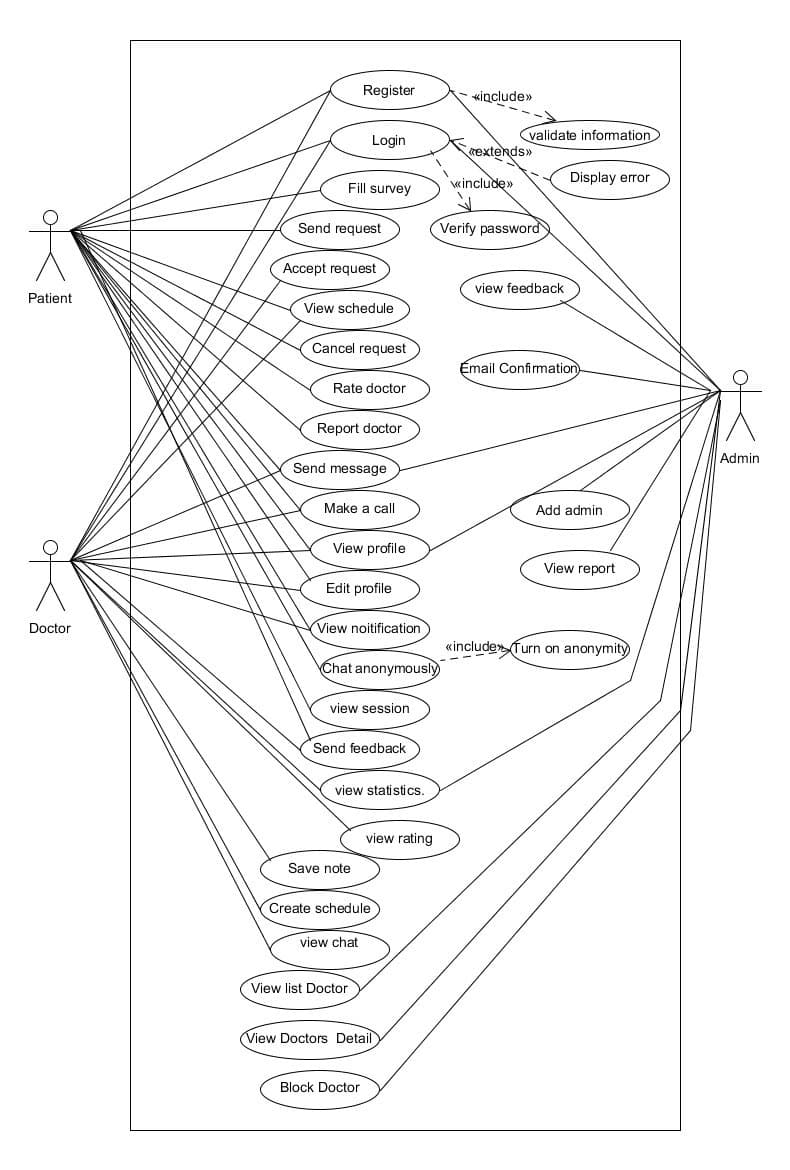 Register
«include»
validate information
Login
«extends»
Display error
«include»
Fill survey
Send request
Verify password
Accept request
Patient
view feedback
View schedule
Cancel request
Email Confirmation
Rate doctor
Report doctor
Admin
Send message
Make a call
Add admin
View profile
View report
Edit profile
Doctor
View noitification
«include»
Turn on anonymity
Chat anonymously
view session
Send feedback
view statistics.
view rating
Save note
Create schedule
view chat
View list Doctor
View Doctors Detail
Block Doctor